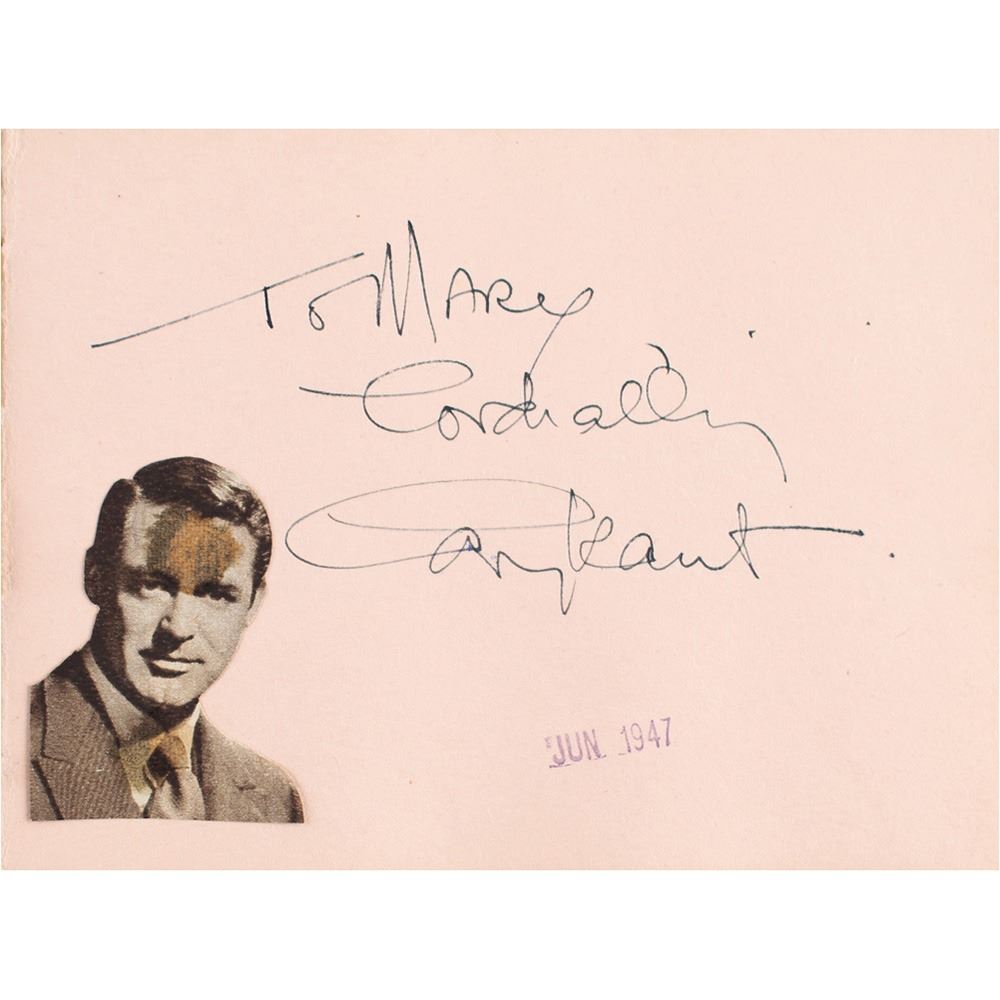 To MARy
Cordially
Cary Grant
JUN 1947